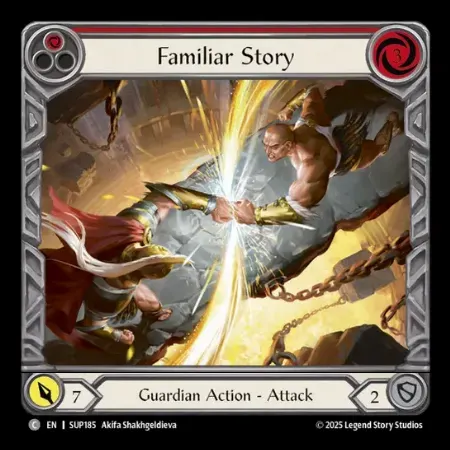 Familiar Story
3
7
Guardian Action - Attack
2
C EN | SUP185 Akifa Shakhgeldieva
© 2025 Legend Story Studios